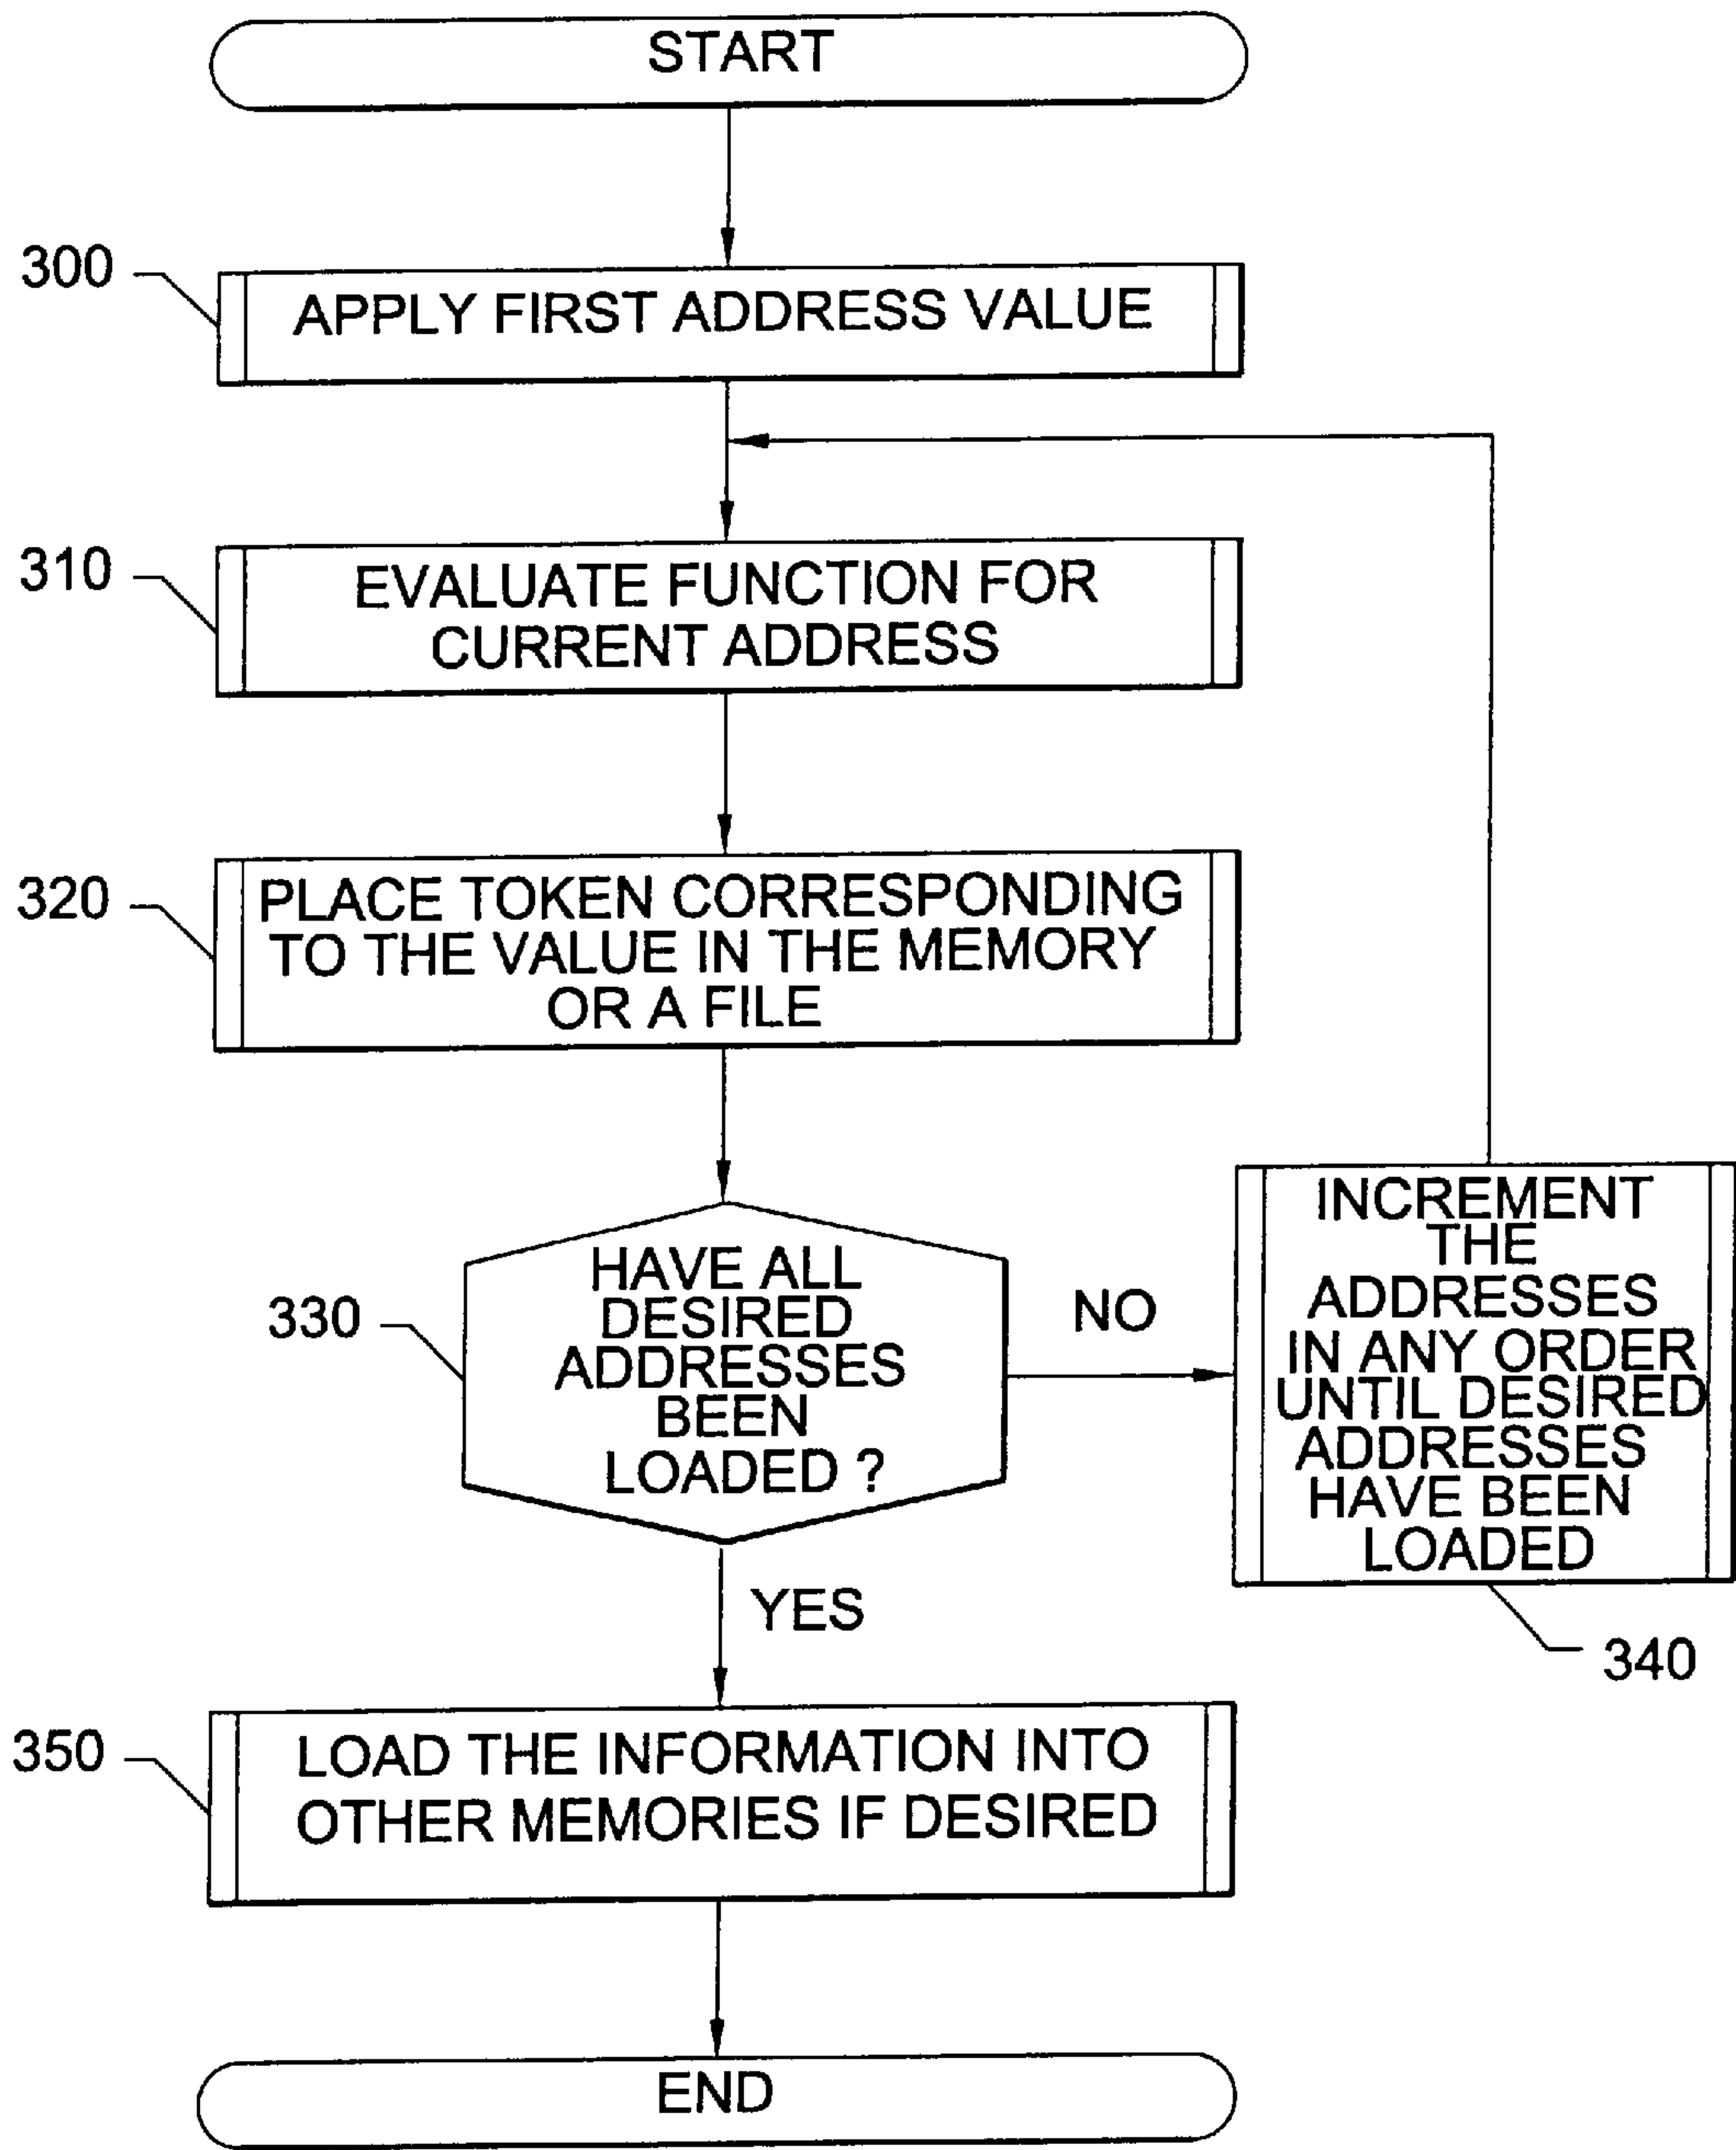 START
300
APPLY FIRST ADDRESS VALUE
310
EVALUATE FUNCTION FOR
CURRENT ADDRESS
320
PLACE TOKEN CORRESPONDING
TO THE VALUE IN THE MEMORY
OR A FILE
330
HAVE ALL
DESIRED
ADDRESSES
BEEN
LOADED ?
NO
INCREMENT
THE
ADDRESSES
IN ANY ORDER
UNTIL DESIRED
ADDRESSES
HAVE BEEN
LOADED
340
YES
350
LOAD THE INFORMATION INTO
OTHER MEMORIES IF DESIRED
END